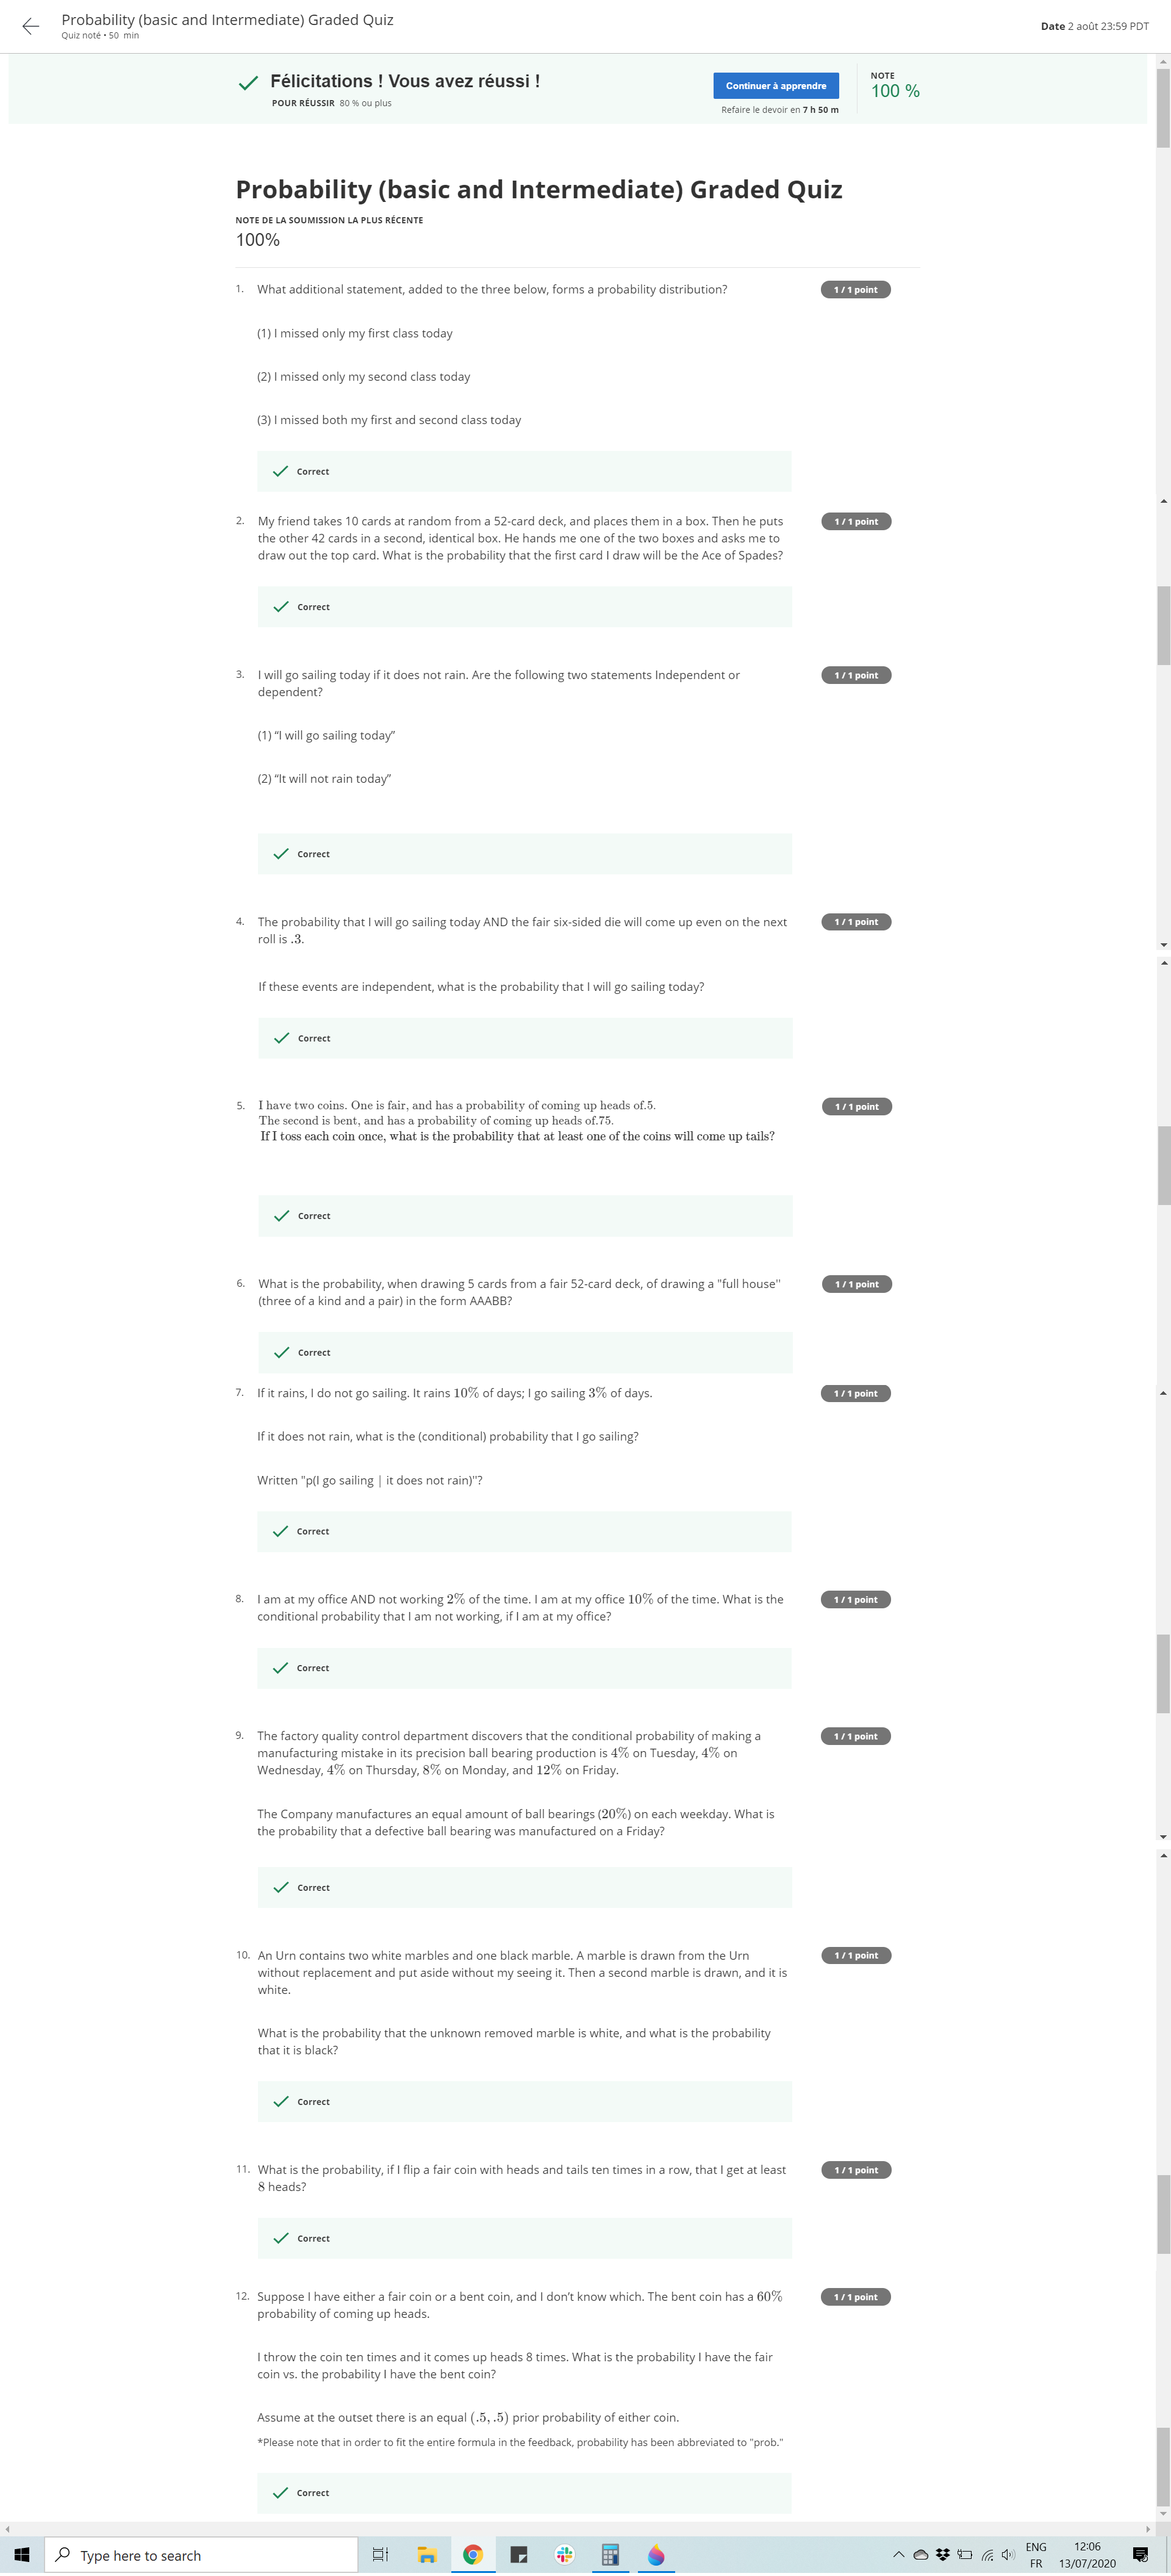 Probability (basic and Intermediate) Graded Quiz
Quiz noté • 50 min
Date 2 août 23:59 PDT
Félicitations ! Vous avez réussi !
POUR RÉUSSIR 80 % ou plus
Continuer à apprendre
Refaire le devoir en 7 h 50 m
NOTE
100 %
Probability (basic and Intermediate) Graded Quiz
NOTE DE LA SOUMISSION LA PLUS RÉCENTE
100%
1. What additional statement, added to the three below, forms a probability distribution?
1 / 1 point
(1) I missed only my first class today
(2) I missed only my second class today
(3) I missed both my first and second class today
Correct
2. My friend takes 10 cards at random from a 52-card deck, and places them in a box. Then he puts
1 / 1 point
the other 42 cards in a second, identical box. He hands me one of the two boxes and asks me to
draw out the top card. What is the probability that the first card I draw will be the Ace of Spades?
Correct
3. I will go sailing today if it does not rain. Are the following two statements Independent or
1 / 1 point
dependent?
(1) “I will go sailing today”
(2) “It will not rain today”
Correct
4. The probability that I will go sailing today AND the fair six-sided die will come up even on the next
1 / 1 point
roll is .3.
If these events are independent, what is the probability that I will go sailing today?
Correct
5. I have two coins. One is fair, and has a probability of coming up heads of.5.
1 / 1 point
The second is bent, and has a probability of coming up heads of.75.
If I toss each coin once, what is the probability that at least one of the coins will come up tails?
Correct
6. What is the probability, when drawing 5 cards from a fair 52-card deck, of drawing a "full house"
1 / 1 point
(three of a kind and a pair) in the form AAABB?
Correct
7. If it rains, I do not go sailing. It rains 10% of days; I go sailing 3% of days.
1 / 1 point
If it does not rain, what is the (conditional) probability that I go sailing?
Written "p(I go sailing | it does not rain)"?
Correct
8. I am at my office AND not working 2% of the time. I am at my office 10% of the time. What is the
1 / 1 point
conditional probability that I am not working, if I am at my office?
Correct
9. The factory quality control department discovers that the conditional probability of making a
1 / 1 point
manufacturing mistake in its precision ball bearing production is 4% on Tuesday, 4% on
Wednesday, 4% on Thursday, 8% on Monday, and 12% on Friday.
The Company manufactures an equal amount of ball bearings (20%) on each weekday. What is
the probability that a defective ball bearing was manufactured on a Friday?
Correct
10. An Urn contains two white marbles and one black marble. A marble is drawn from the Urn
1 / 1 point
without replacement and put aside without my seeing it. Then a second marble is drawn, and it is
white.
What is the probability that the unknown removed marble is white, and what is the probability
that it is black?
Correct
11. What is the probability, if I flip a fair coin with heads and tails ten times in a row, that I get at least
1 / 1 point
8 heads?
Correct
12. Suppose I have either a fair coin or a bent coin, and I don’t know which. The bent coin has a 60%
1 / 1 point
probability of coming up heads.
I throw the coin ten times and it comes up heads 8 times. What is the probability I have the fair
coin vs. the probability I have the bent coin?
Assume at the outset there is an equal (.5, .5) prior probability of either coin.
*Please note that in order to fit the entire formula in the feedback, probability has been abbreviated to "prob."
Correct
Type here to search
ENG
FR
12:06
13/07/2020